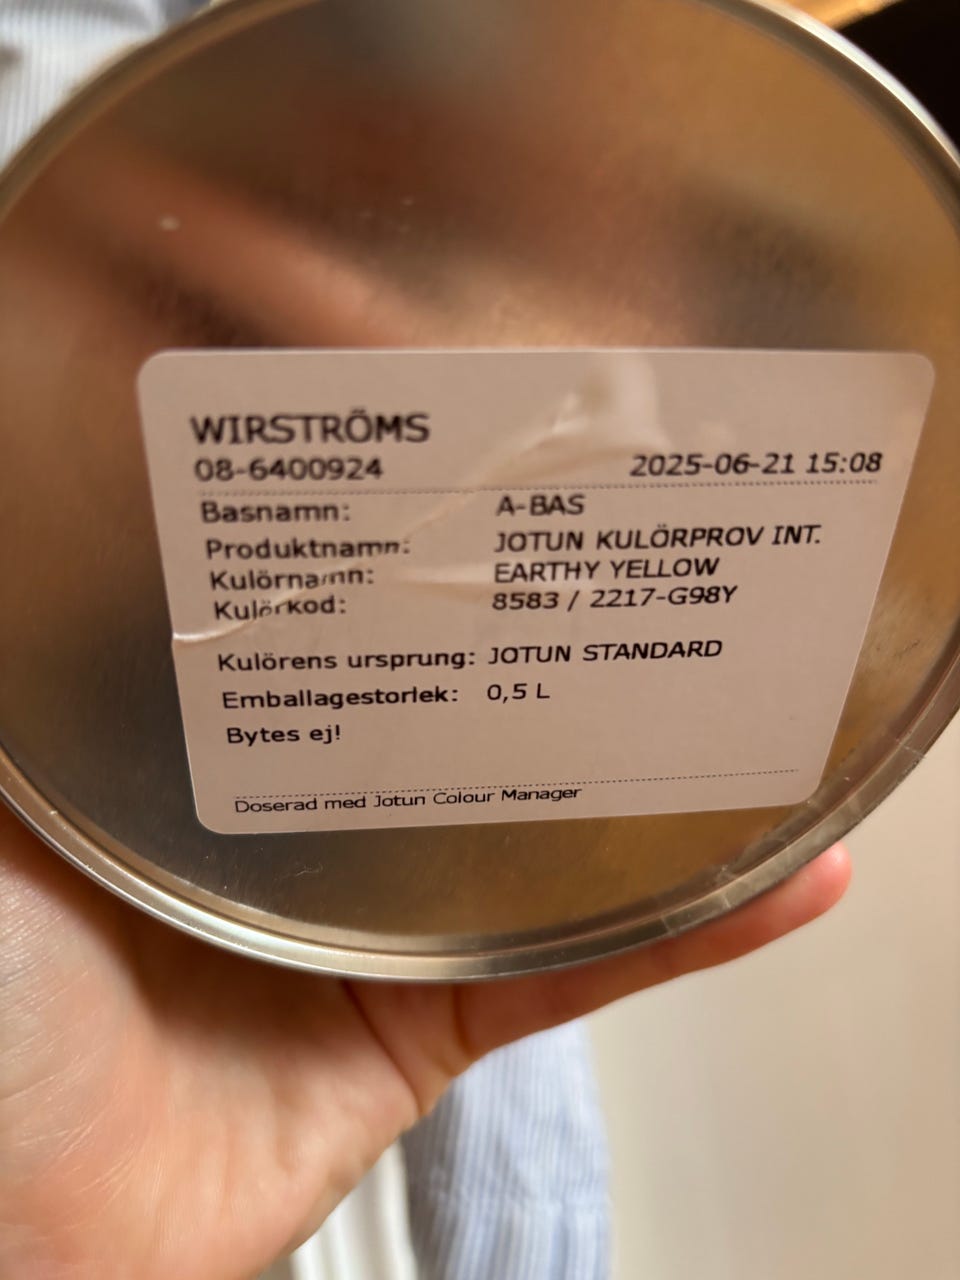 WIRSTRÖMS
08-6400924 2025-06-21 15:08
Basnamn: A-BAS
Produktnamn: JOTUN KULÖRPROV INT.
Kulörnamn: EARTHY YELLOW
Kulörkod: 8583 / 2217-G98Y
Kulörens ursprung: JOTUN STANDARD
Emballagestorlek: 0,5 L
Bytes ej!
Doserad med Jotun Colour Manager